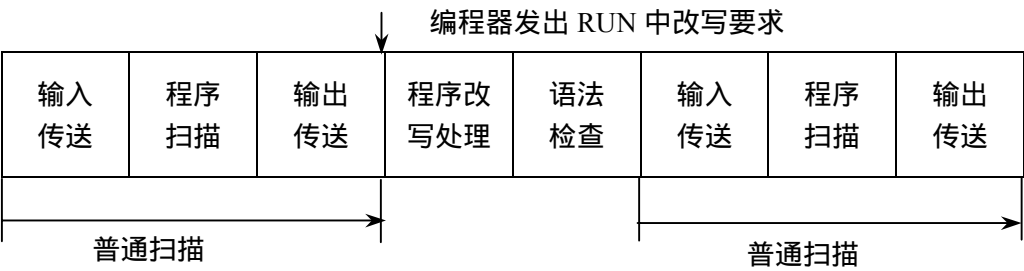 编程器发出 RUN 中改写要求
输入
传送
程序
扫描
输出
传送
程序改
写处理
语法
检查
输入
传送
程序
扫描
输出
传送
普通扫描
普通扫描